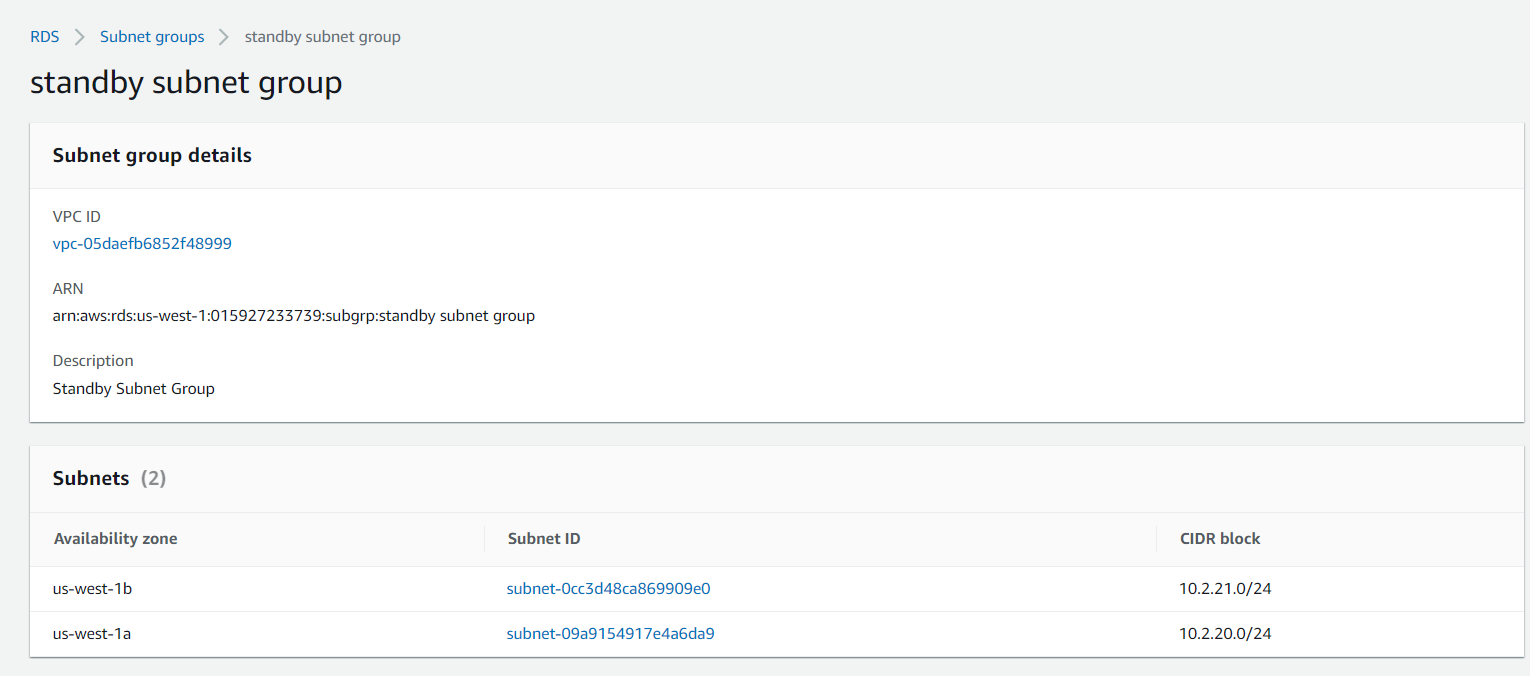 RDS > Subnet groups > standby subnet group
standby subnet group
Subnet group details
VPC ID
vpc-05daefb6852f48999
ARN
arn:aws:rds:us-west-1:015927233739:subgrp:standby subnet group
Description
Standby Subnet Group
Subnets (2)
Availability zone Subnet ID CIDR block
us-west-1b subnet-0cc3d48ca869909e0 10.2.21.0/24
us-west-1a subnet-09a9154917e4a6da9 10.2.20.0/24